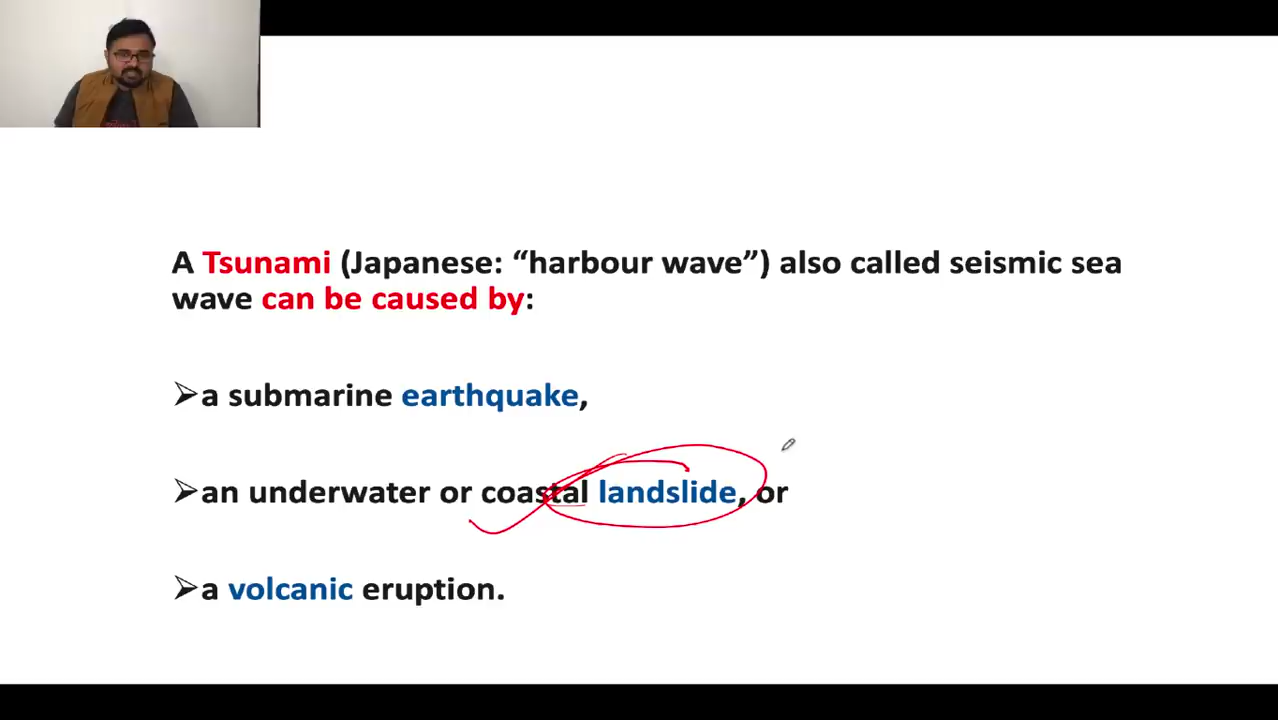 A Tsunami (Japanese: “harbour wave”) also called seismic sea
wave can be caused by:
➢a submarine earthquake,
➢an underwater or coastal landslide, or
➢a volcanic eruption.